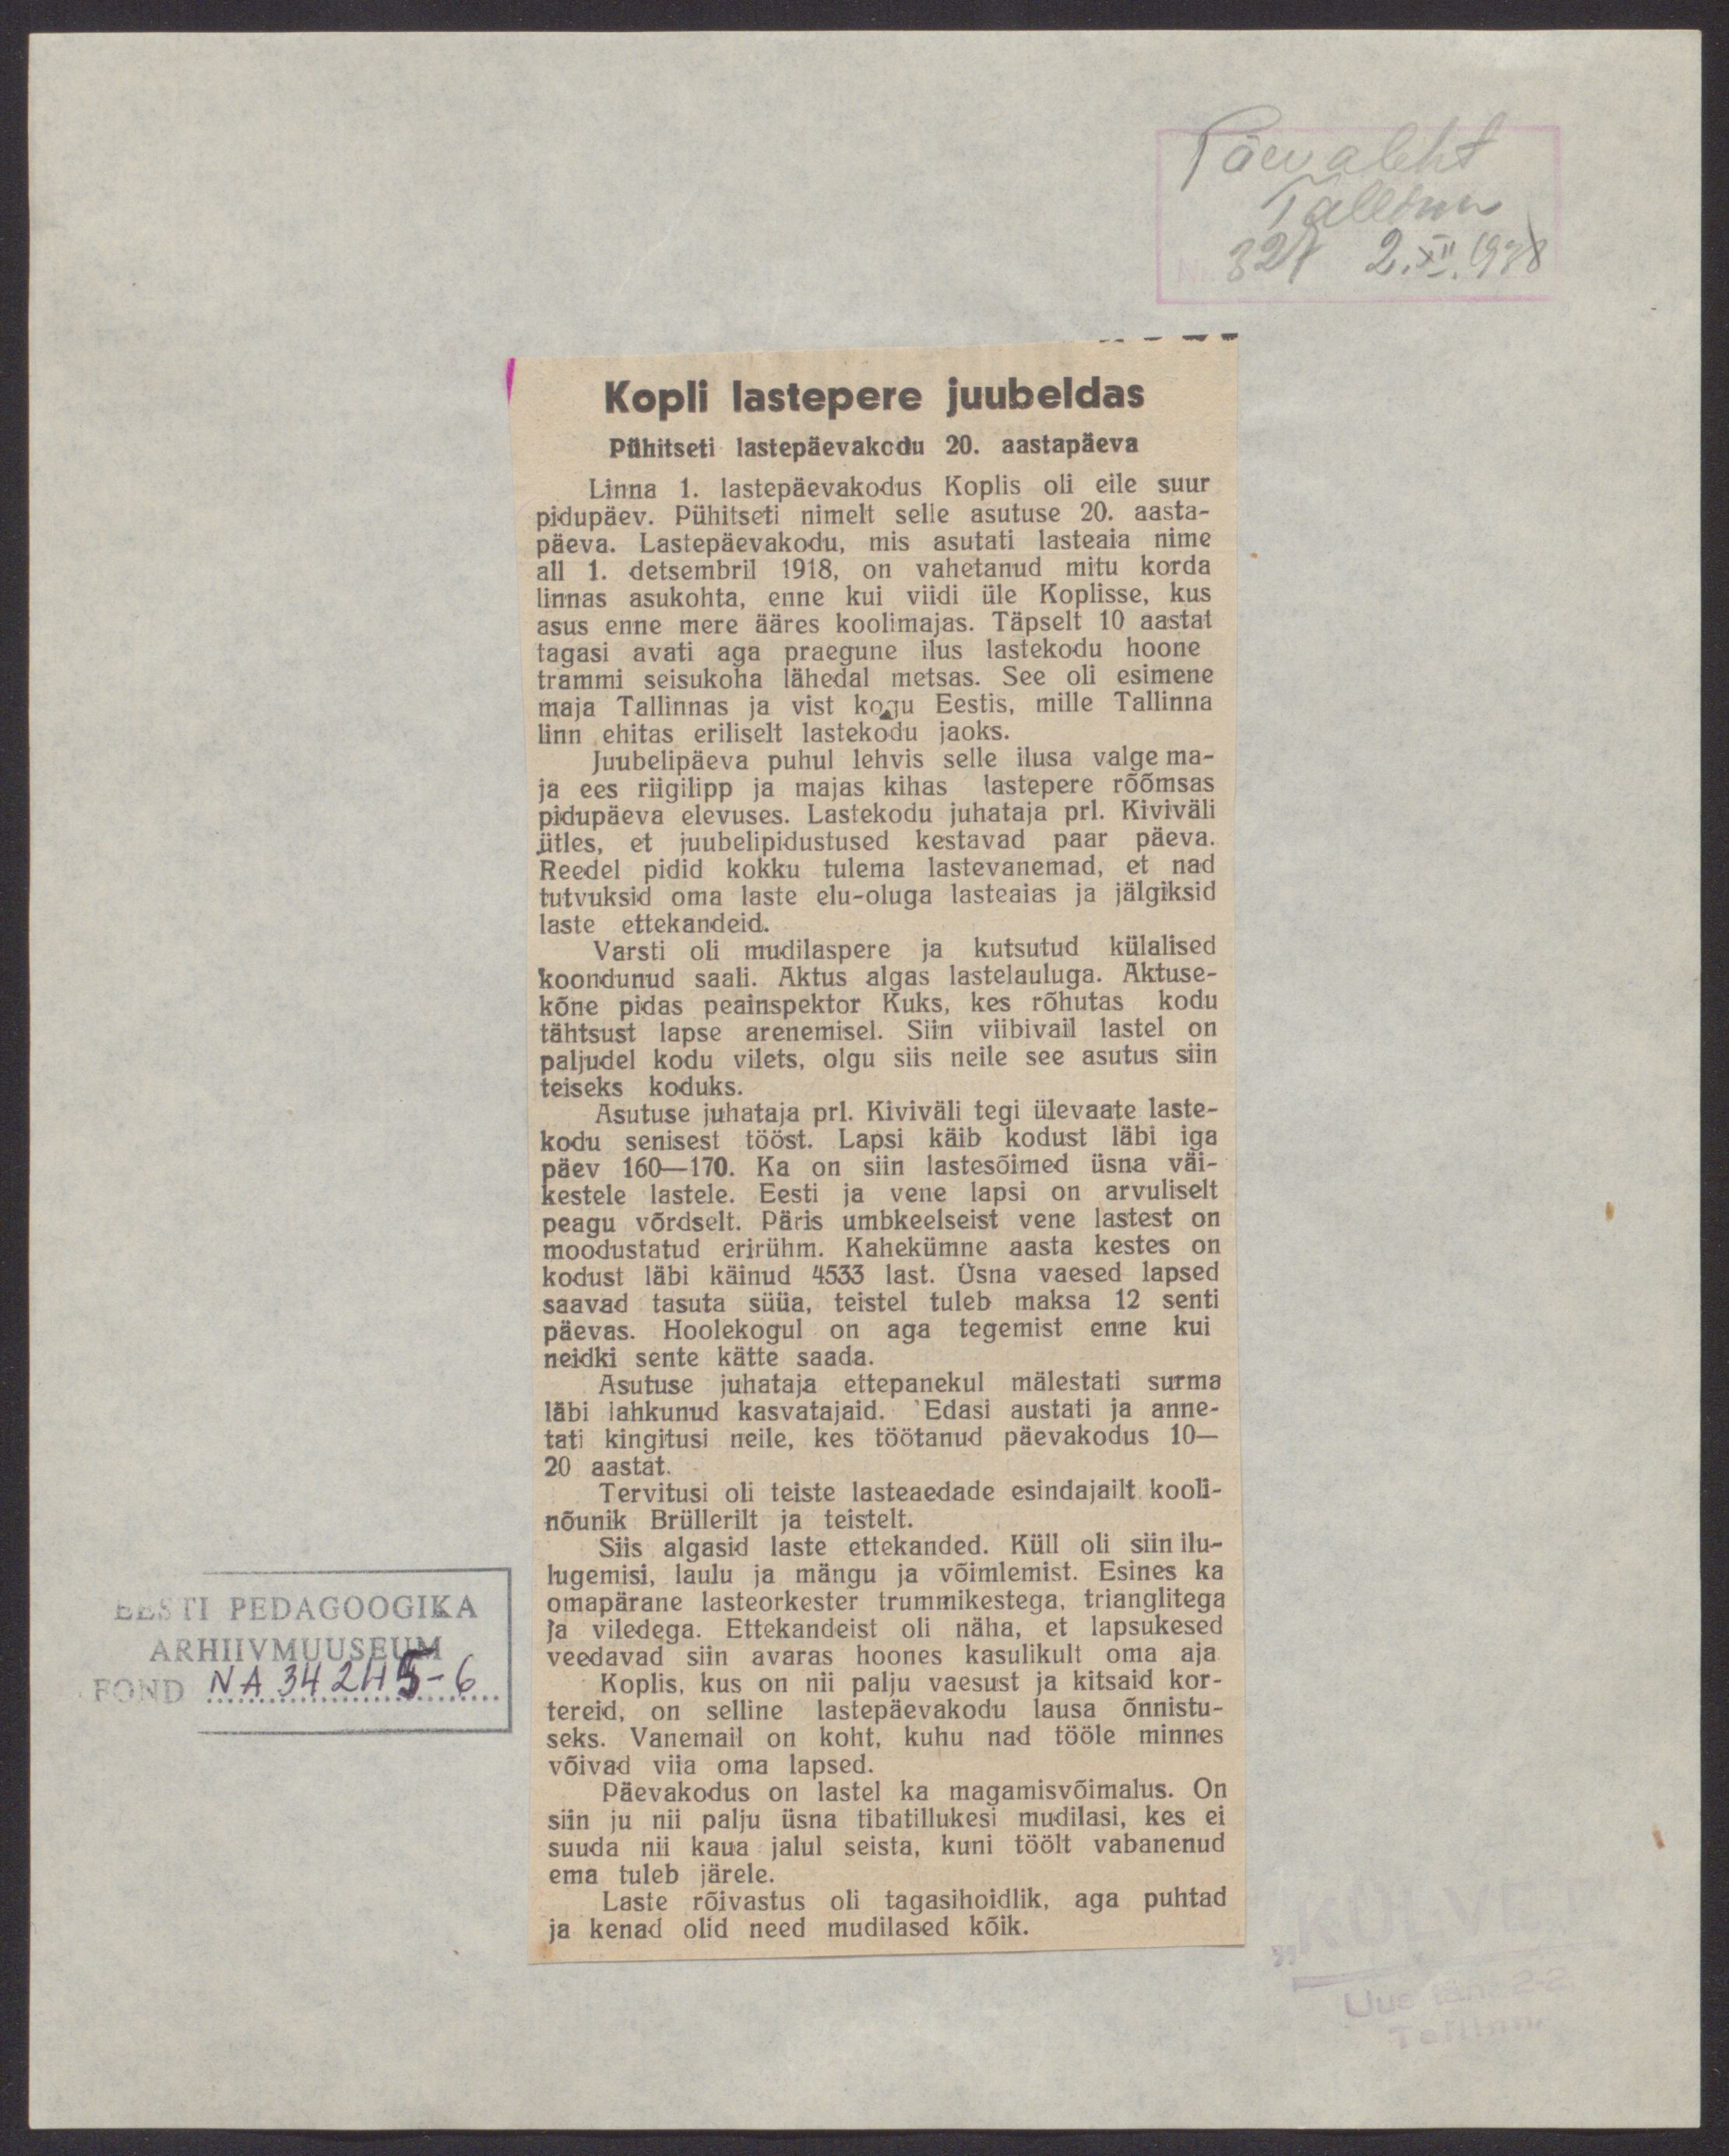 Päevaleht
Tallinn
Nr. 327 2.XII.1938
Kopli lastepere juubeldas
Pühitseti lastepäevakodu 20. aastapäeva
Linna 1. lastepäevakodus Koplis oli eile suur
pidupäev. Pühitseti nimelt selle asutuse 20. aasta-
päeva. Lastepäevakodu, mis asutati lasteaia nime
all 1. detsembril 1918, on vahetanud mitu korda
linnas asukohta, enne kui viidi üle Koplisse, kus
asus enne mere ääres koolimajas. Täpselt 10 aastat
tagasi avati aga praegune ilus lastekodu hoone
trammi seisukoha lähedal metsas. See oli esimene
maja Tallinnas ja vist kogu Eestis, mille Tallinna
linn ehitas eriliselt lastekodu jaoks.
Juubelipäeva puhul lehvis selle ilusa valge ma-
ja ees riigilipp ja majas kihas lastepere rõõmsas
pidupäeva elevuses. Lastekodu juhataja prl. Kiviväli
ütles, et juubelipidustused kestavad paar päeva.
Reedel pidid kokku tulema lastevanemad, et nad
tutvuksid oma laste elu-oluga lasteaias ja jälgiksid
laste ettekandeid.
Varsti oli mudilaspere ja kutsutud külalised
koondunud saali. Aktus algas lastelauluga. Aktuse-
kõne pidas peainspektor Kuks, kes rõhutas kodu
tähtsust lapse arenemisel. Siin viibivail lastel on
paljudel kodu vilets, olgu siis neile see asutus siin
teiseks koduks.
Asutuse juhataja prl. Kiviväli tegi ülevaate laste-
kodu senisest tööst. Lapsi käib kodust läbi iga
päev 160—170. Ka on siin lastesõimed üsna väi-
kestele lastele. Eesti ja vene lapsi on arvuliselt
peagu võrdselt. Päris umbkeelseist vene lastest on
moodustatud erirühm. Kahekümne aasta kestes on
kodust läbi käinud 4533 last. Üsna vaesed lapsed
saavad tasuta süüa, teistel tuleb maksa 12 senti
päevas. Hoolekogul on aga tegemist enne kui
neidki sente kätte saada.
Asutuse juhataja ettepanekul mälestati surma
läbi lahkunud kasvatajaid. Edasi austati ja anne-
tati kingitusi neile, kes töötanud päevakodus 10—
20 aastat.
Tervitusi oli teiste lasteaedade esindajailt kooli-
nõunik Brüllerilt ja teistelt.
Siis algasid laste ettekanded. Küll oli siin ilu-
lugemisi, laulu ja mängu ja võimlemist. Esines ka
omapärane lasteorkester trummikestega, trianglitega
ja viledega. Ettekandeist oli näha, et lapsukesed
veedavad siin avaras hoones kasulikult oma aja
Koplis, kus on nii palju vaesust ja kitsaid kor-
tereid, on selline lastepäevakodu lausa õnnistu-
seks. Vanemail on koht, kuhu nad tööle minnes
võivad viia oma lapsed.
Päevakodus on lastel ka magamisvõimalus. On
siin ju nii palju üsna tibatillukesi mudilasi, kes ei
suuda nii kaua jalul seista, kuni töölt vabanenud
ema tuleb järele.
Laste rõivastus oli tagasihoidlik, aga puhtad
ja kenad olid need mudilased kõik.
EESTI PEDAGOOGIKA
ARHIIVMUUSEUM
FOND NA 34245-6
Tallinn